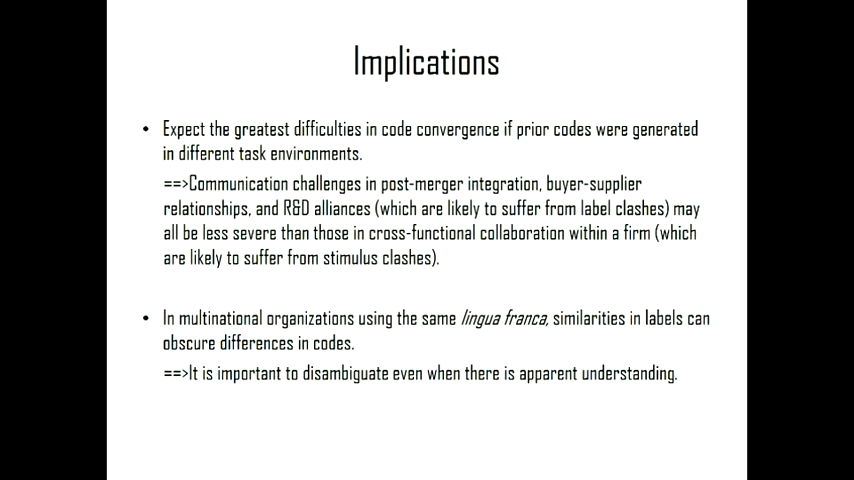 Implications
• Expect the greatest difficulties in code convergence if prior codes were generated
in different task environments.
==>Communication challenges in post-merger integration, buyer-supplier
relationships, and R&D alliances (which are likely to suffer from label clashes) may
all be less severe than those in cross-functional collaboration within a firm (which
are likely to suffer from stimulus clashes).
• In multinational organizations using the same lingua franca, similarities in labels can
obscure differences in codes.
==>It is important to disambiguate even when there is apparent understanding.